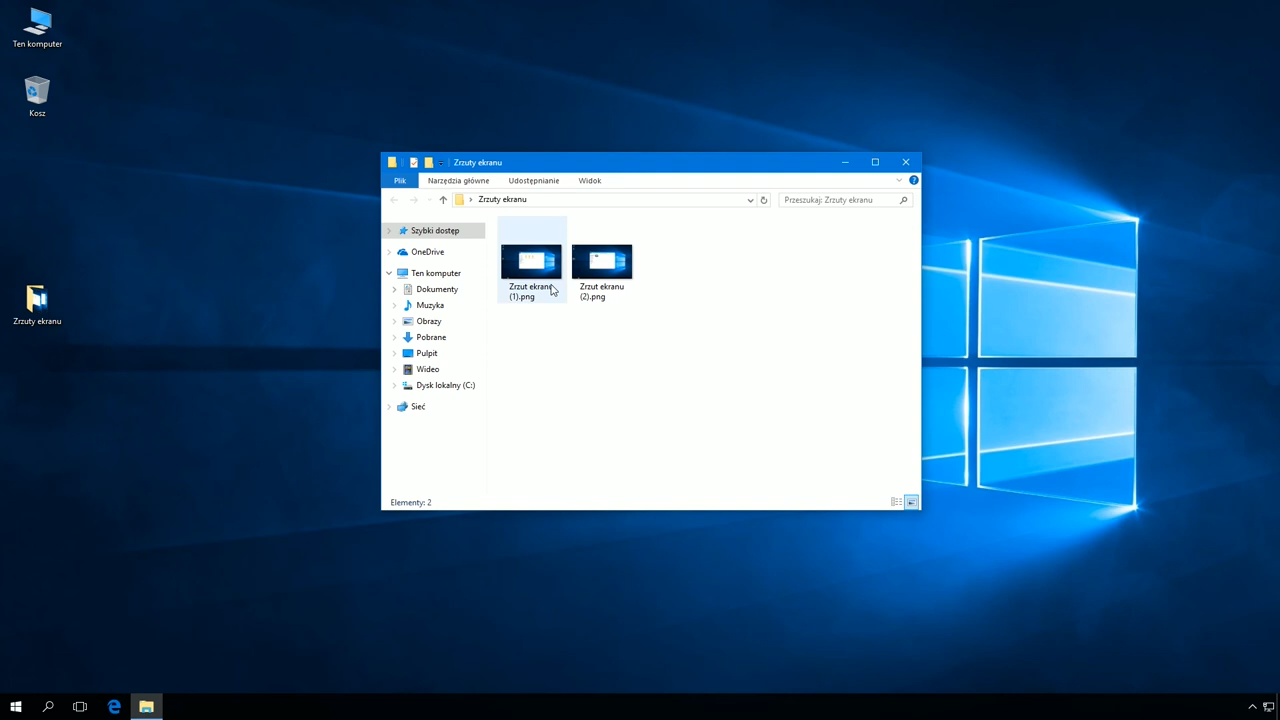 Ten komputer
Kosz
Zrzuty ekranu
Zrzuty ekranu
Plik
Narzędzia główne
Udostępnianie
Widok
Zrzuty ekranu
Przeszukaj: Zrzuty ekranu
Szybki dostęp
OneDrive
Ten komputer
Dokumenty
Muzyka
Obrazy
Pobrane
Pulpit
Wideo
Dysk lokalny (C:)
Sieć
Zrzut ekranu
(1).png
Zrzut ekranu
(2).png
Elementy: 2